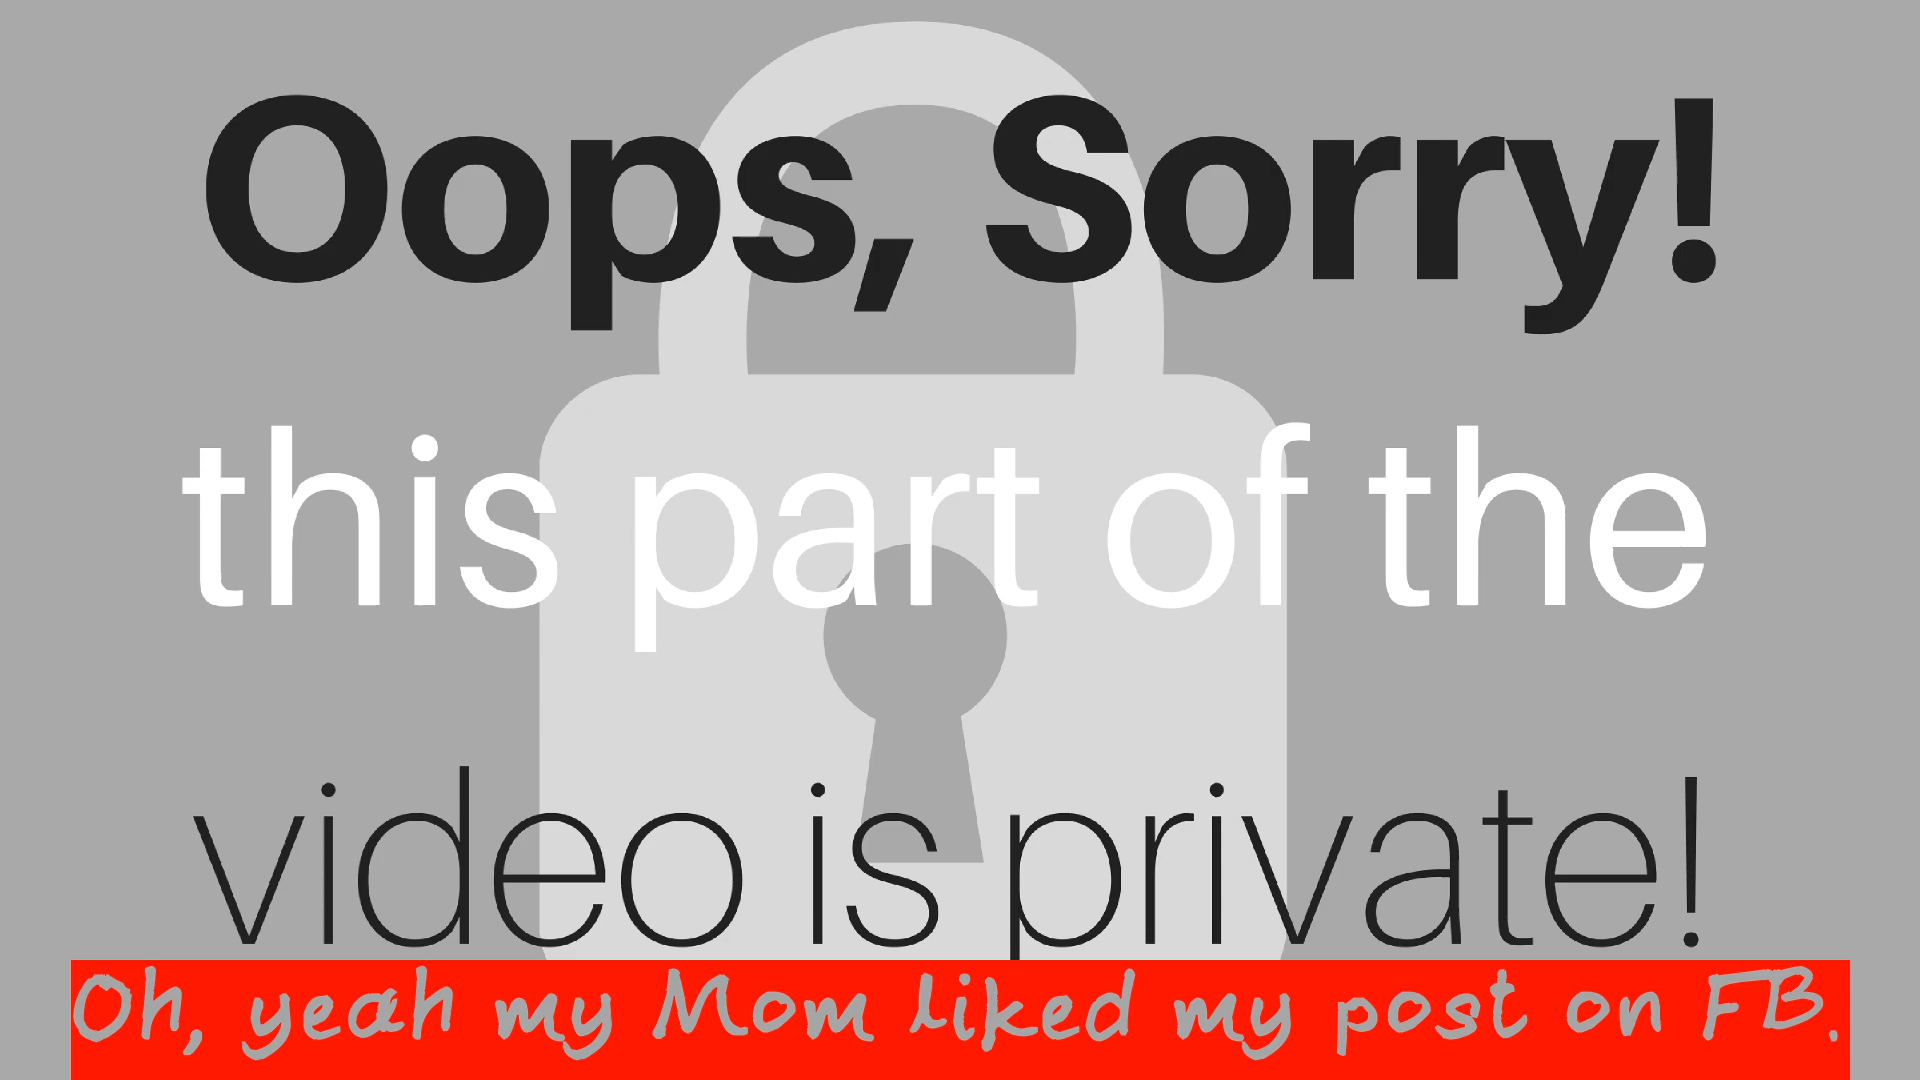 Oops, Sorry!
this part of the
video is private!
Oh, yeah my Mom liked my post on FB.